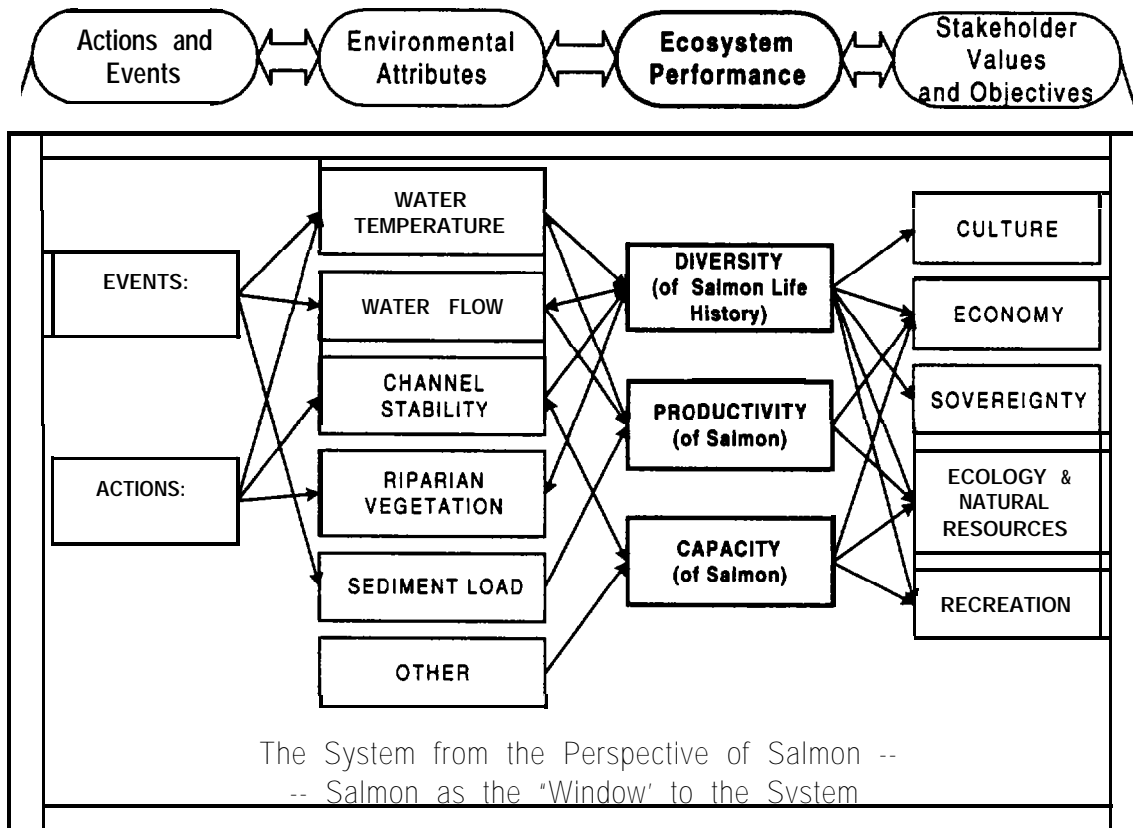 Actions and
Events
Environmental
Attributes
Ecosystem
Performance
Stakeholder
Values
and Objectives
EVENTS:
ACTIONS:
WATER
TEMPERATURE
WATER FLOW
CHANNEL
STABILITY
RIPARIAN
VEGETATION
SEDIMENT LOAD
OTHER
DIVERSITY
(of Salmon Life
History)
PRODUCTIVITY
(of Salmon)
CAPACITY
(of Salmon)
CULTURE
ECONOMY
SOVEREIGNTY
ECOLOGY &
NATURAL
RESOURCES
RECREATION
The System from the Perspective of Salmon --
-- Salmon as the "Window' to the Svstem